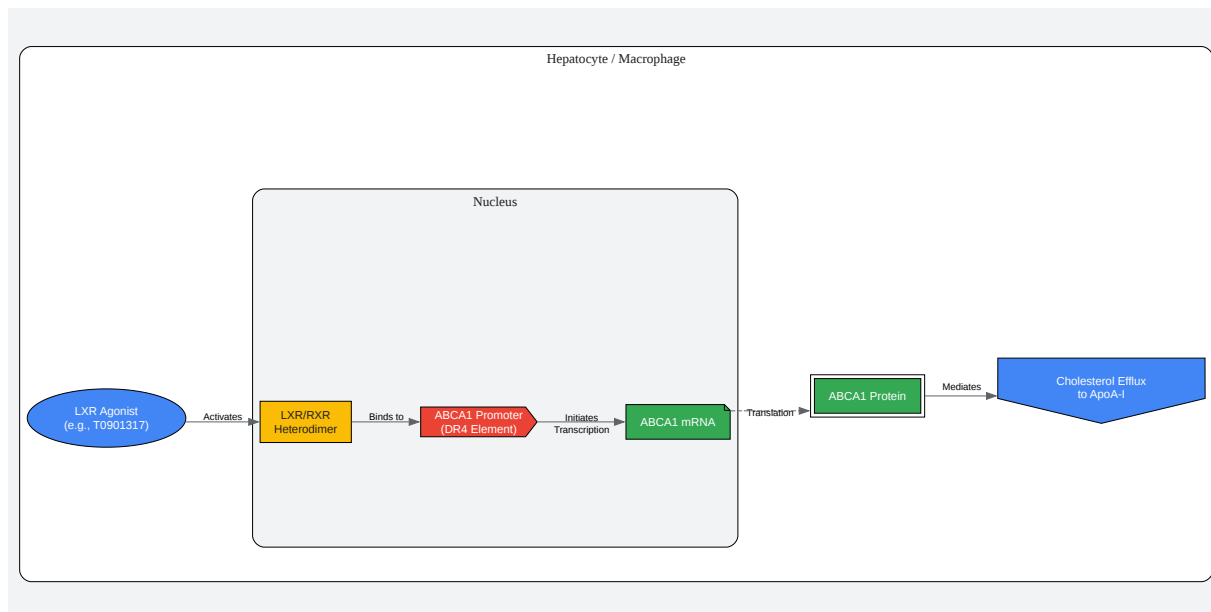 Hepatocyte / Macrophage
Nucleus
LXR Agonist
(e.g., T0901317)
Activates
LXR/RXR
Heterodimer
Binds to
ABCA1 Promoter
(DR4 Element)
Initiates
Transcription
ABCA1 mRNA
Translation
ABCA1 Protein
Mediates
Cholesterol Efflux
to ApoA-I